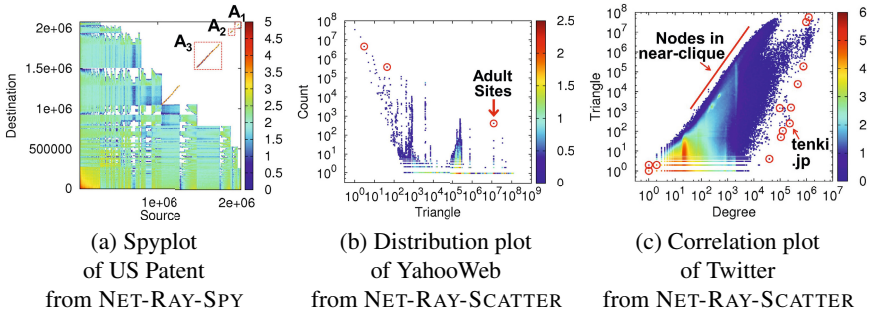 A1
A2
A3
2e+06
1.5e+06
1e+06
500000
0
Destination
1e+06
2e+06
Source
5
4.5
4
3.5
3
2.5
2
1.5
1
0.5
0
(a) Spyplot
of US Patent
from NET-RAY-SPY
10^8
10^7
10^6
10^5
10^4
10^3
10^2
10^1
10^0
Count
Adult
Sites
10^0 10^1 10^2 10^3 10^4 10^5 10^6 10^7 10^8 10^9
Triangle
2.5
2
1.5
1
0.5
0
(b) Distribution plot
of YahooWeb
from NET-RAY-SCATTER
10^8
10^7
10^6
10^5
10^4
10^3
10^2
10^1
10^0
Triangle
Nodes in
near-clique
tenki
.jp
10^0 10^1 10^2 10^3 10^4 10^5 10^6 10^7
Degree
6
5
4
3
2
1
0
(c) Correlation plot
of Twitter
from NET-RAY-SCATTER